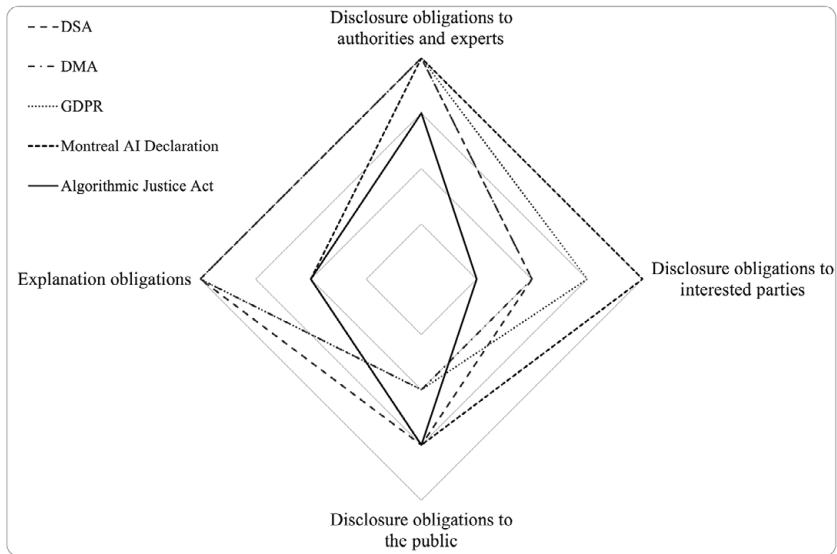 DSA
DMA
GDPR
Montreal AI Declaration
Algorithmic Justice Act
Disclosure obligations to
authorities and experts
Explanation obligations
Disclosure obligations to
interested parties
Disclosure obligations to
the public